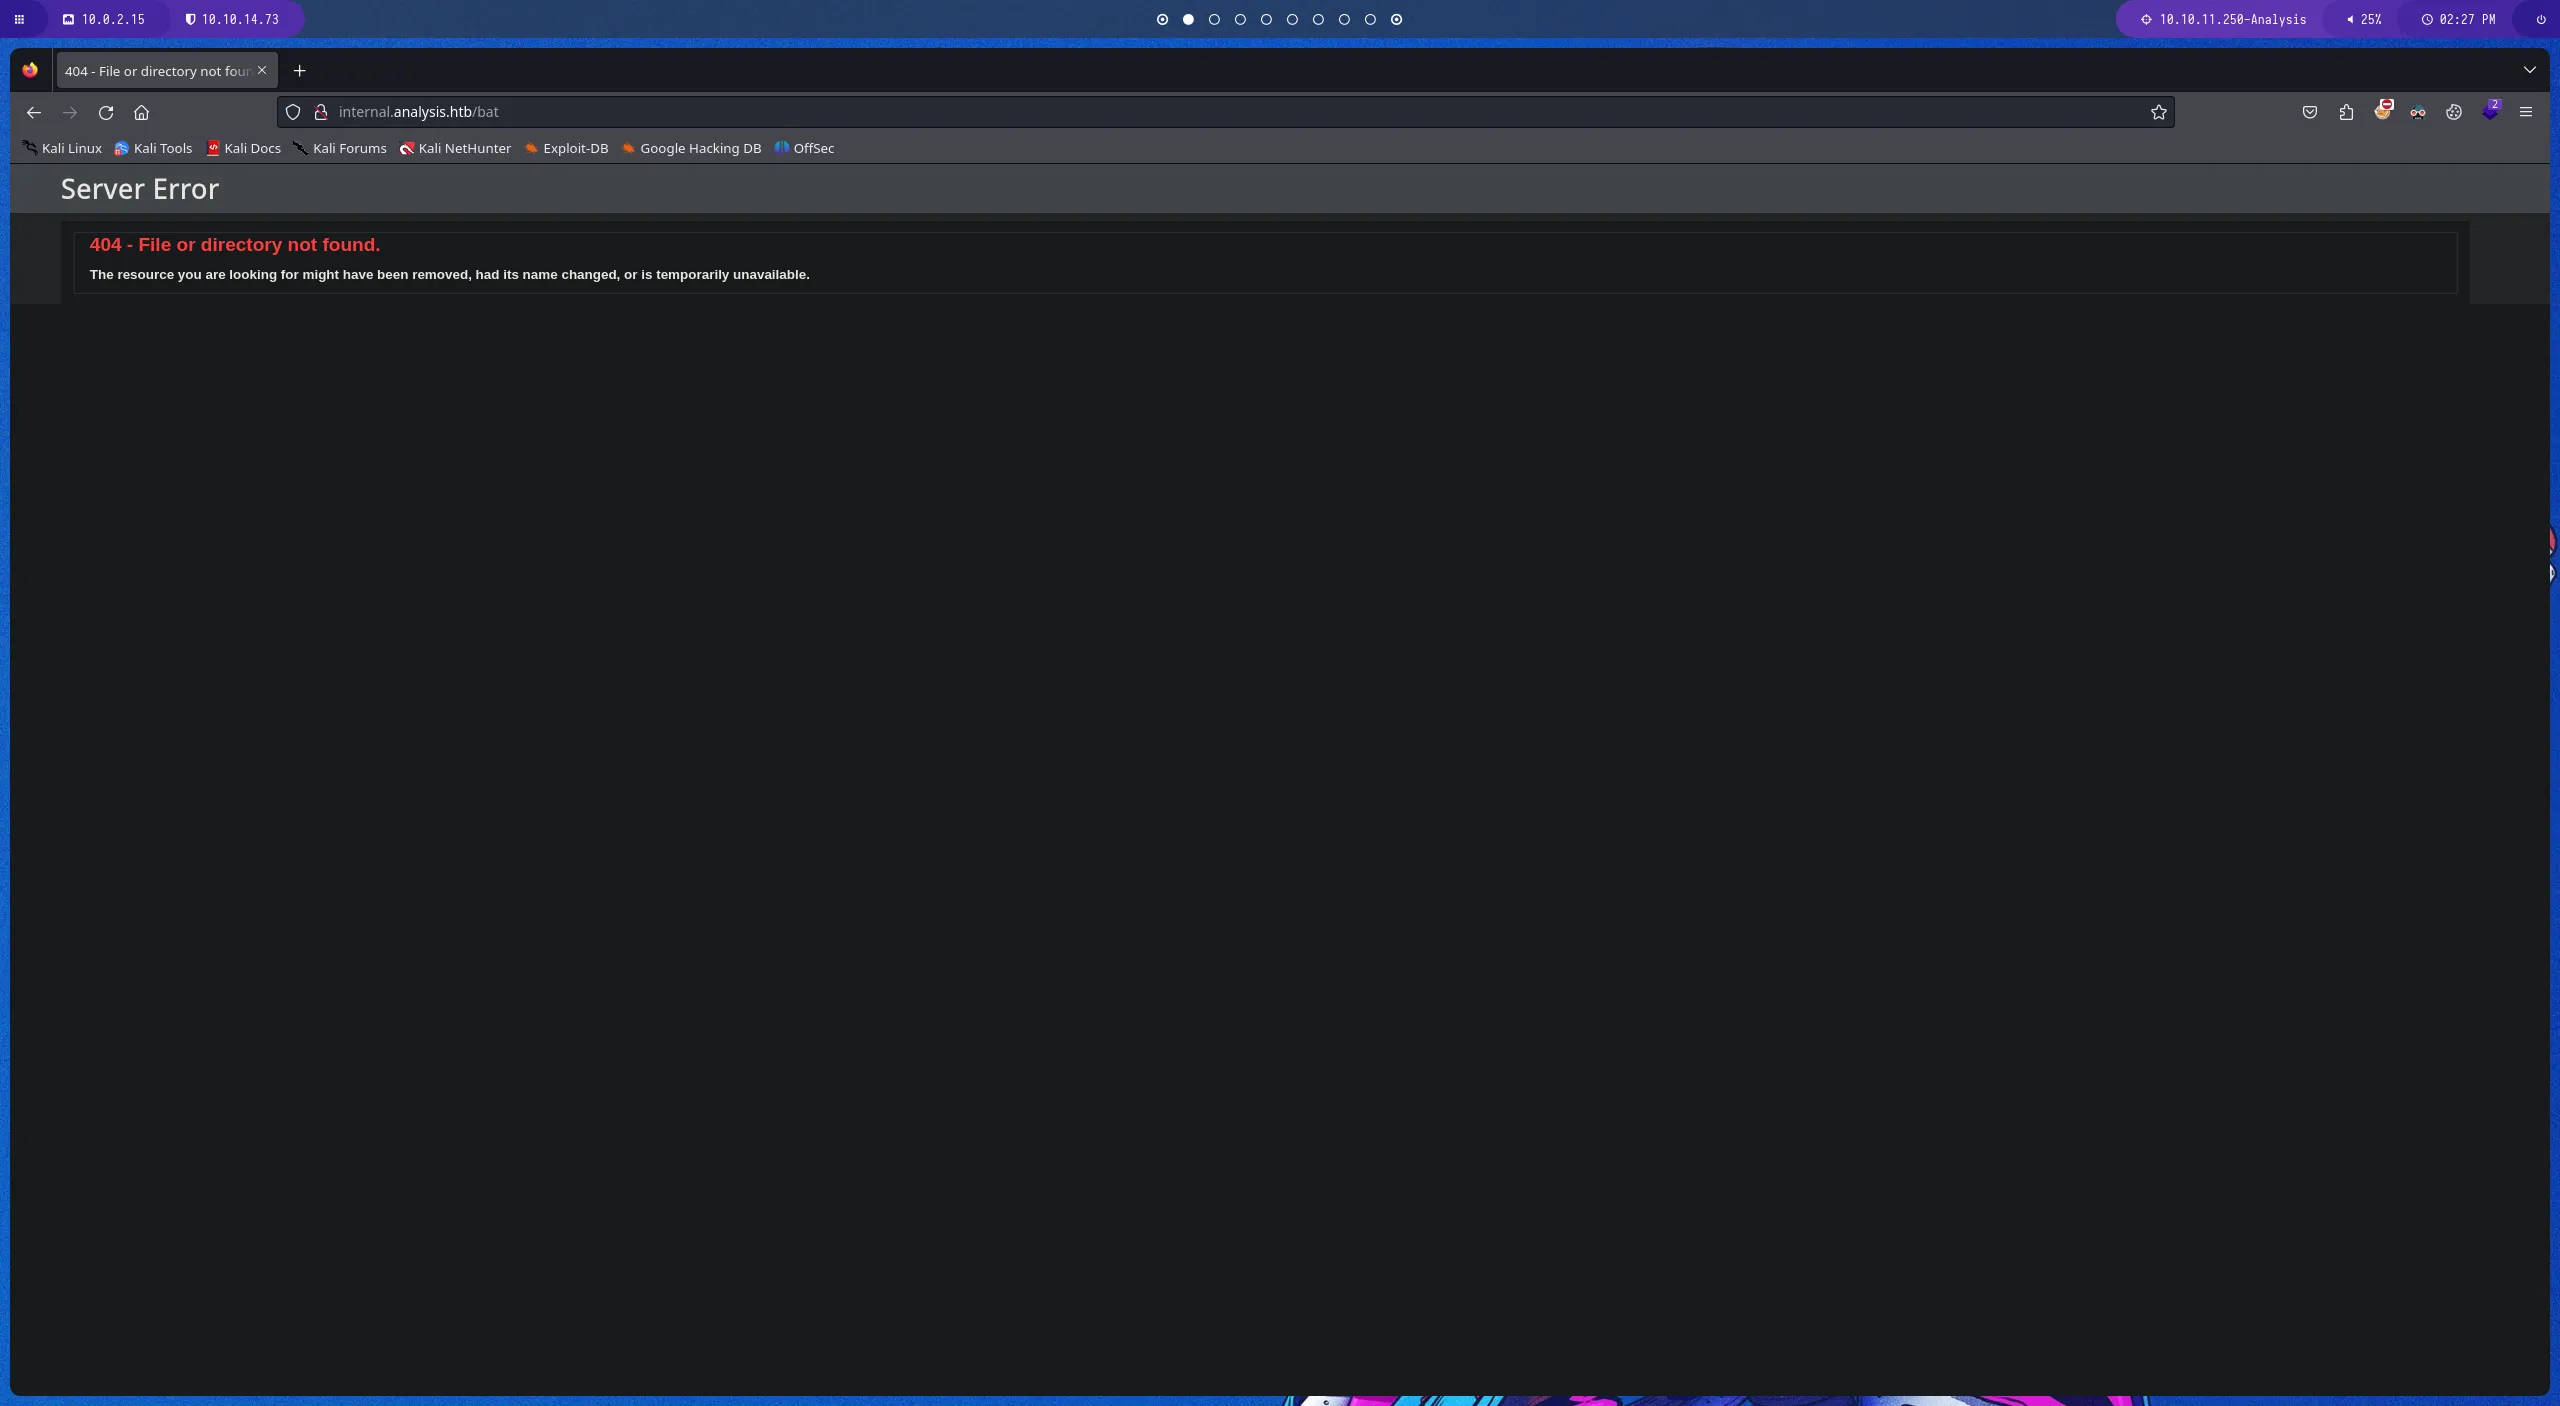 10.0.2.15 10.10.14.73 10.10.11.250-Analysis 25% 02:27 PM
404 - File or directory not foun
internal.analysis.htb/bat 2
Kali Linux Kali Tools Kali Docs Kali Forums Kali NetHunter Exploit-DB Google Hacking DB OffSec
Server Error
404 - File or directory not found.
The resource you are looking for might have been removed, had its name changed, or is temporarily unavailable.